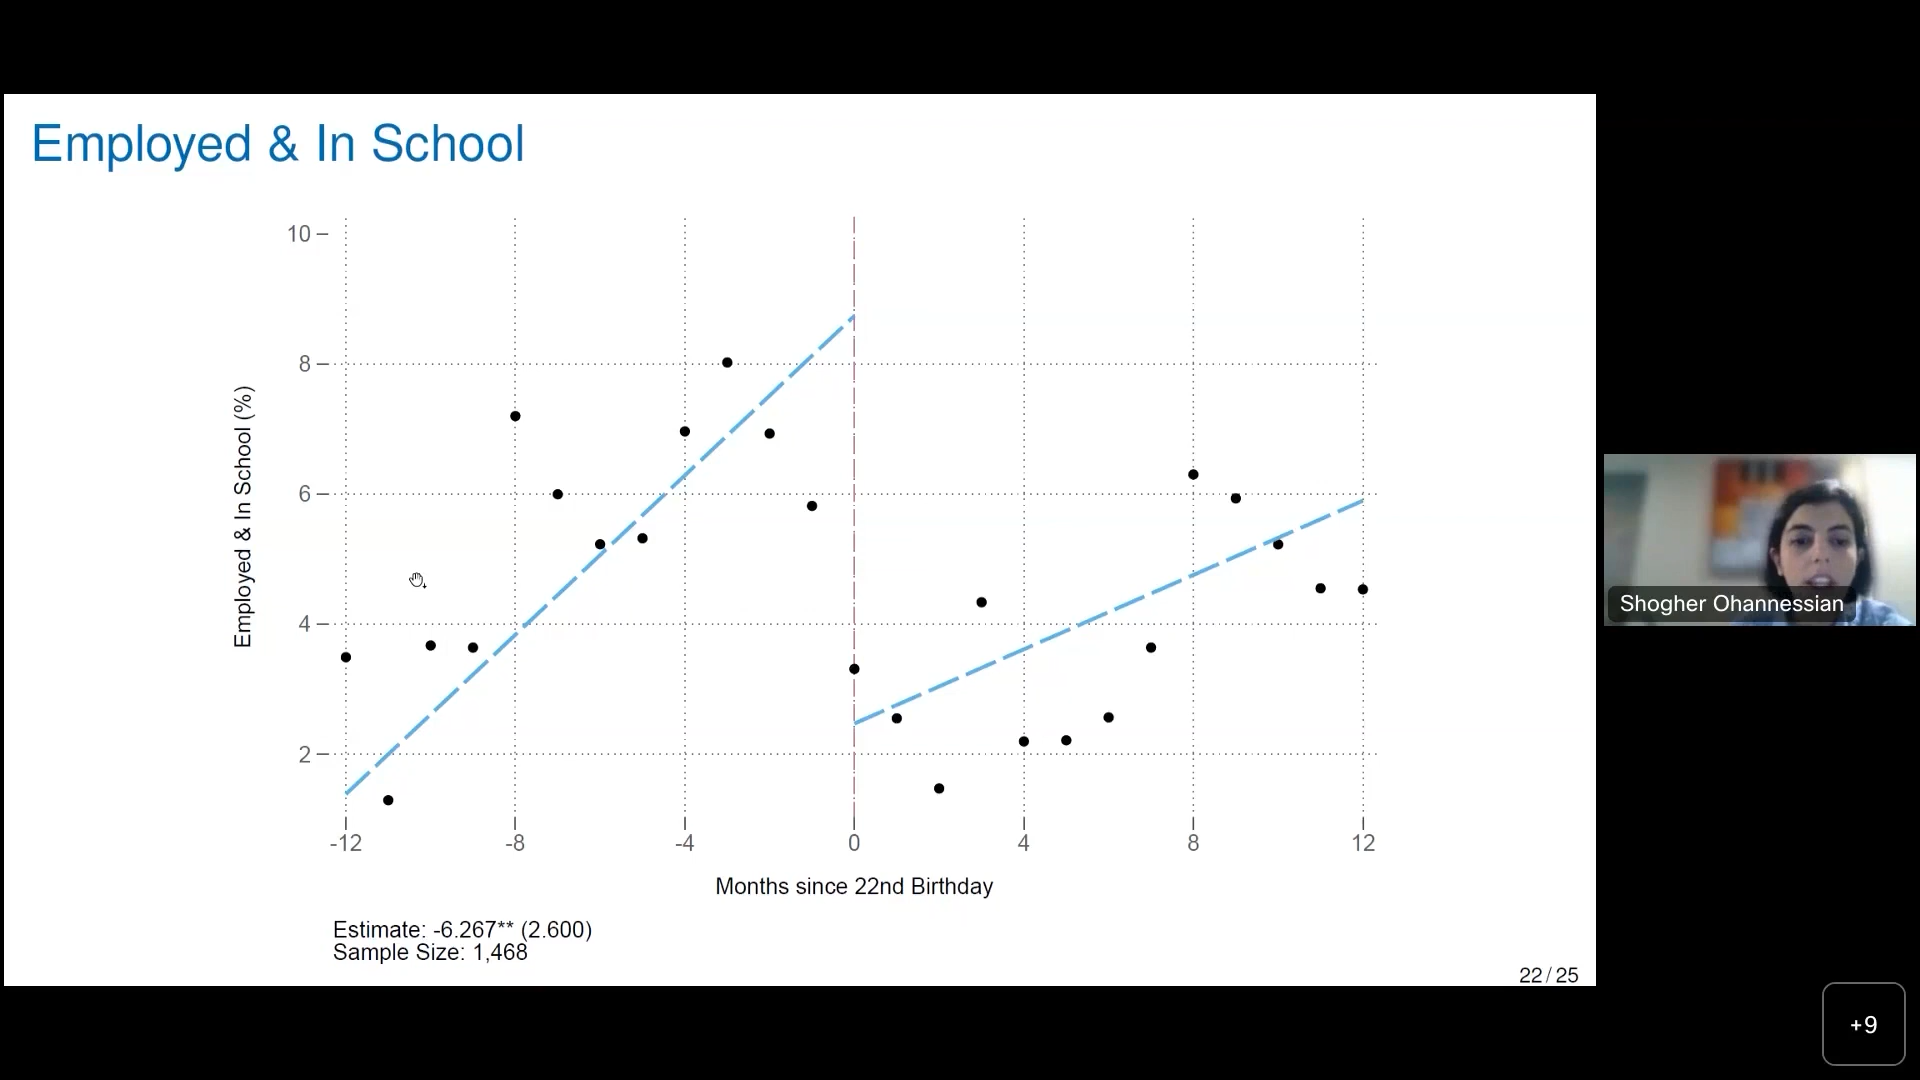 Employed & In School
10
8
6
4
2
Employed & In School (%)
-12
-8
-4
0
4
8
12
Months since 22nd Birthday
Estimate: -6.267** (2.600)
Sample Size: 1,468
22 / 25
Shogher Ohannessian
+9